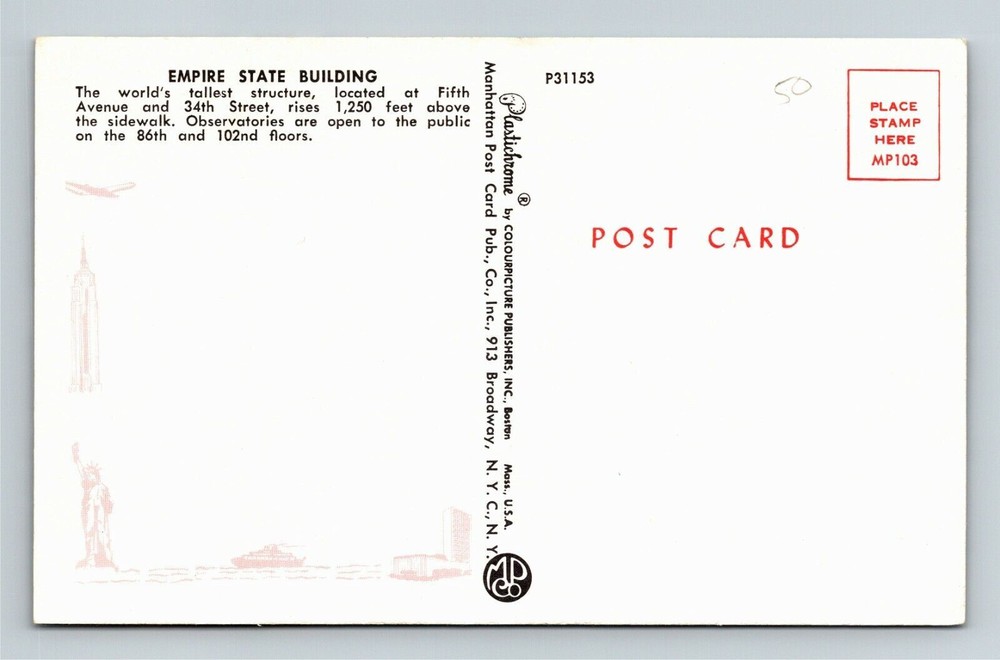 EMPIRE STATE BUILDING
The world's tallest structure, located at Fifth
Avenue and 34th Street, rises 1,250 feet above
the sidewalk. Observatories are open to the public
on the 86th and 102nd floors.
Plastichrome ® by COLOURPICTURE PUBLISHERS, INC., Boston Mass., U.S.A.
Manhattan Post Card Pub., Co., Inc., 913 Broadway, N. Y. C., N. Y.
MPCo
P31153
50
PLACE
STAMP
HERE
MP103
POST CARD